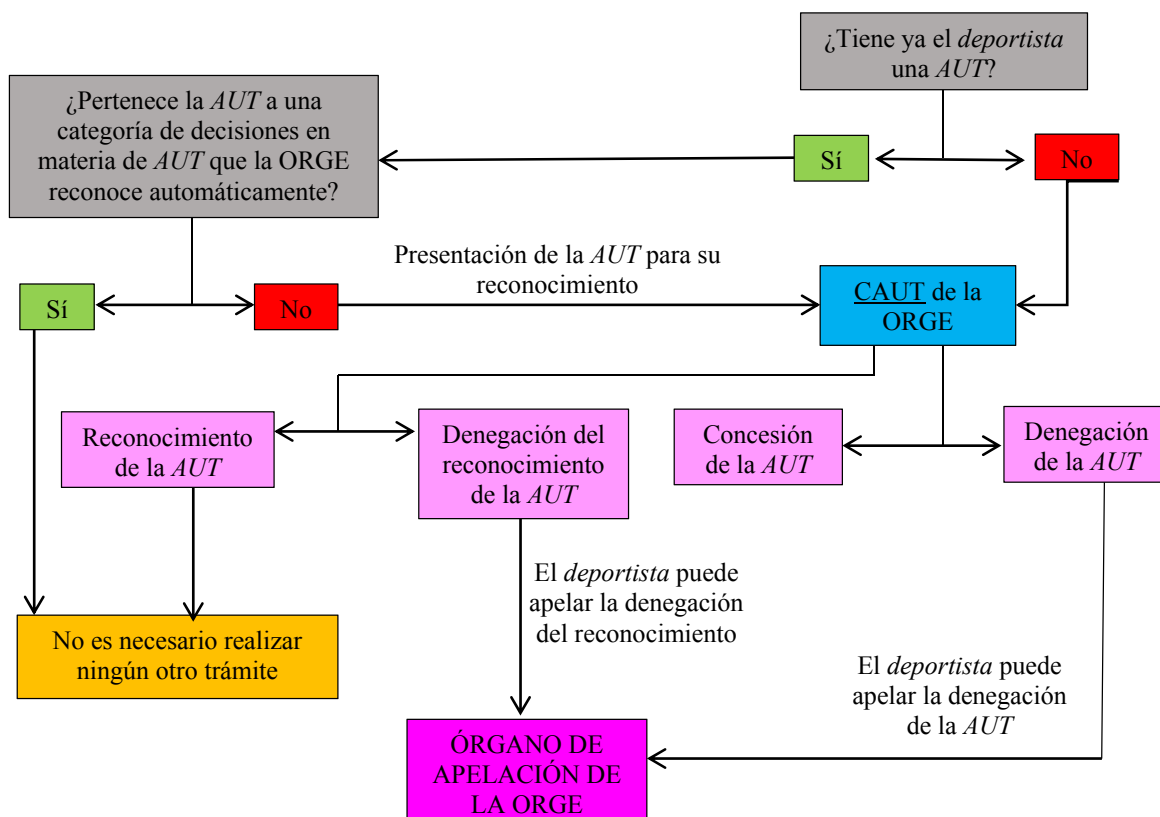 ¿Tiene ya el deportista
una AUT?
¿Pertenece la AUT a una
categoría de decisiones en
materia de AUT que la ORGE
reconoce automáticamente?
Sí
No
Presentación de la AUT para su
reconocimiento
Sí
No
CAUT de la
ORGE
Reconocimiento
de la AUT
Denegación del
reconocimiento
de la AUT
Concesión
de la AUT
Denegación
de la AUT
El deportista puede
apelar la denegación
del reconocimiento
No es necesario realizar
ningún otro trámite
El deportista puede
apelar la denegación
de la AUT
ÓRGANO DE
APELACIÓN DE
LA ORGE